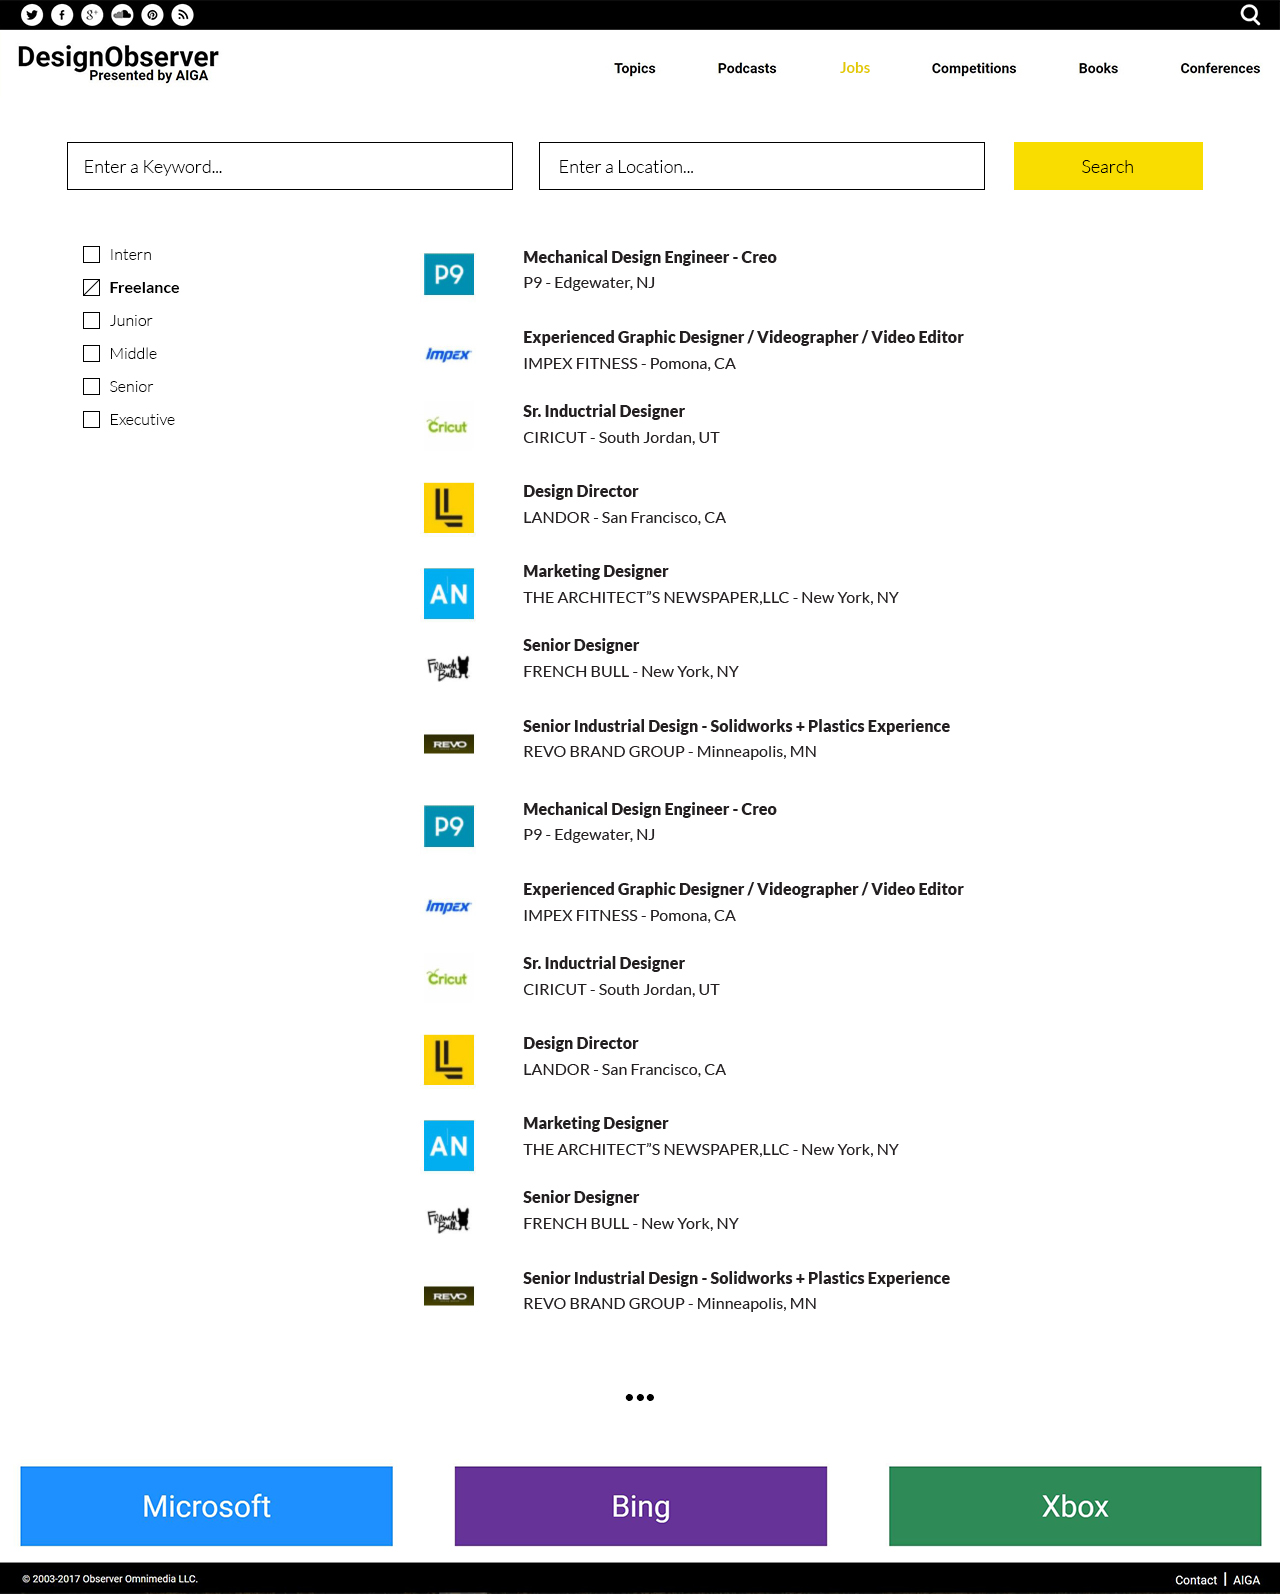 DesignObserver
Presented by AIGA
Topics Podcasts Jobs Competitions Books Conferences
Enter a Keyword... Enter a Location... Search
Intern
Freelance
Junior
Middle
Senior
Executive
P9
Mechanical Design Engineer - Creo
P9 - Edgewater, NJ
Impex
Experienced Graphic Designer / Videographer / Video Editor
IMPEX FITNESS - Pomona, CA
Cricut
Sr. Inductrial Designer
CIRICUT - South Jordan, UT
Design Director
LANDOR - San Francisco, CA
AN
Marketing Designer
THE ARCHITECT”S NEWSPAPER,LLC - New York, NY
French
Bull
Senior Designer
FRENCH BULL - New York, NY
REVO
Senior Industrial Design - Solidworks + Plastics Experience
REVO BRAND GROUP - Minneapolis, MN
P9
Mechanical Design Engineer - Creo
P9 - Edgewater, NJ
Impex
Experienced Graphic Designer / Videographer / Video Editor
IMPEX FITNESS - Pomona, CA
Cricut
Sr. Inductrial Designer
CIRICUT - South Jordan, UT
Design Director
LANDOR - San Francisco, CA
AN
Marketing Designer
THE ARCHITECT”S NEWSPAPER,LLC - New York, NY
French
Bull
Senior Designer
FRENCH BULL - New York, NY
REVO
Senior Industrial Design - Solidworks + Plastics Experience
REVO BRAND GROUP - Minneapolis, MN
Microsoft Bing Xbox
© 2003-2017 Observer Omnimedia LLC. Contact | AIGA